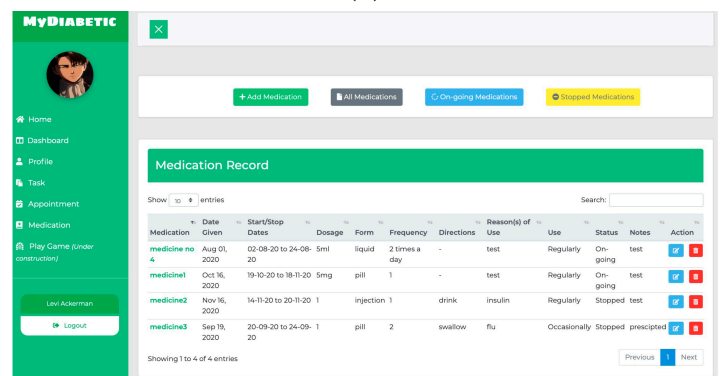 MyDiabetic
Home
Dashboard
Profile
Task
Appointment
Medication
Play Game (Under
construction)
Levi Ackerman
Logout
+ Add Medication
All Medications
On-going Medications
Stopped Medications
Medication Record
Show 10 entries
Search:
Medication Date Given Start/Stop Dates Dosage Form Frequency Directions Reason(s) of Use Use Status Notes Action
medicine no 4 Aug 01, 2020 02-08-20 to 24-08-20 5ml liquid 2 times a day - test Regularly On-going test
medicine1 Oct 16, 2020 19-10-20 to 18-11-20 5mg pill 1 - test Regularly On-going test
medicine2 Nov 16, 2020 14-11-20 to 20-11-20 1 injection 1 drink insulin Regularly Stopped test
medicine3 Sep 19, 2020 20-09-20 to 24-09-20 1 pill 2 swallow flu Occasionally Stopped prescipted
Showing 1 to 4 of 4 entries
Previous 1 Next